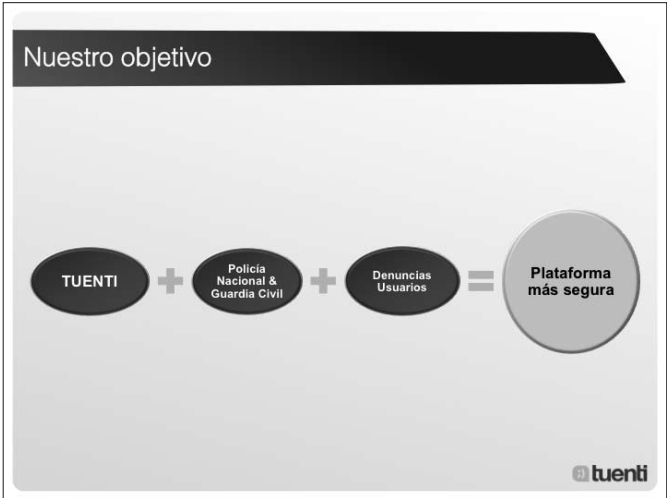 Nuestro objetivo
TUENTI
Policía
Nacional &
Guardia Civil
Denuncias
Usuarios
Plataforma
más segura
tuenti